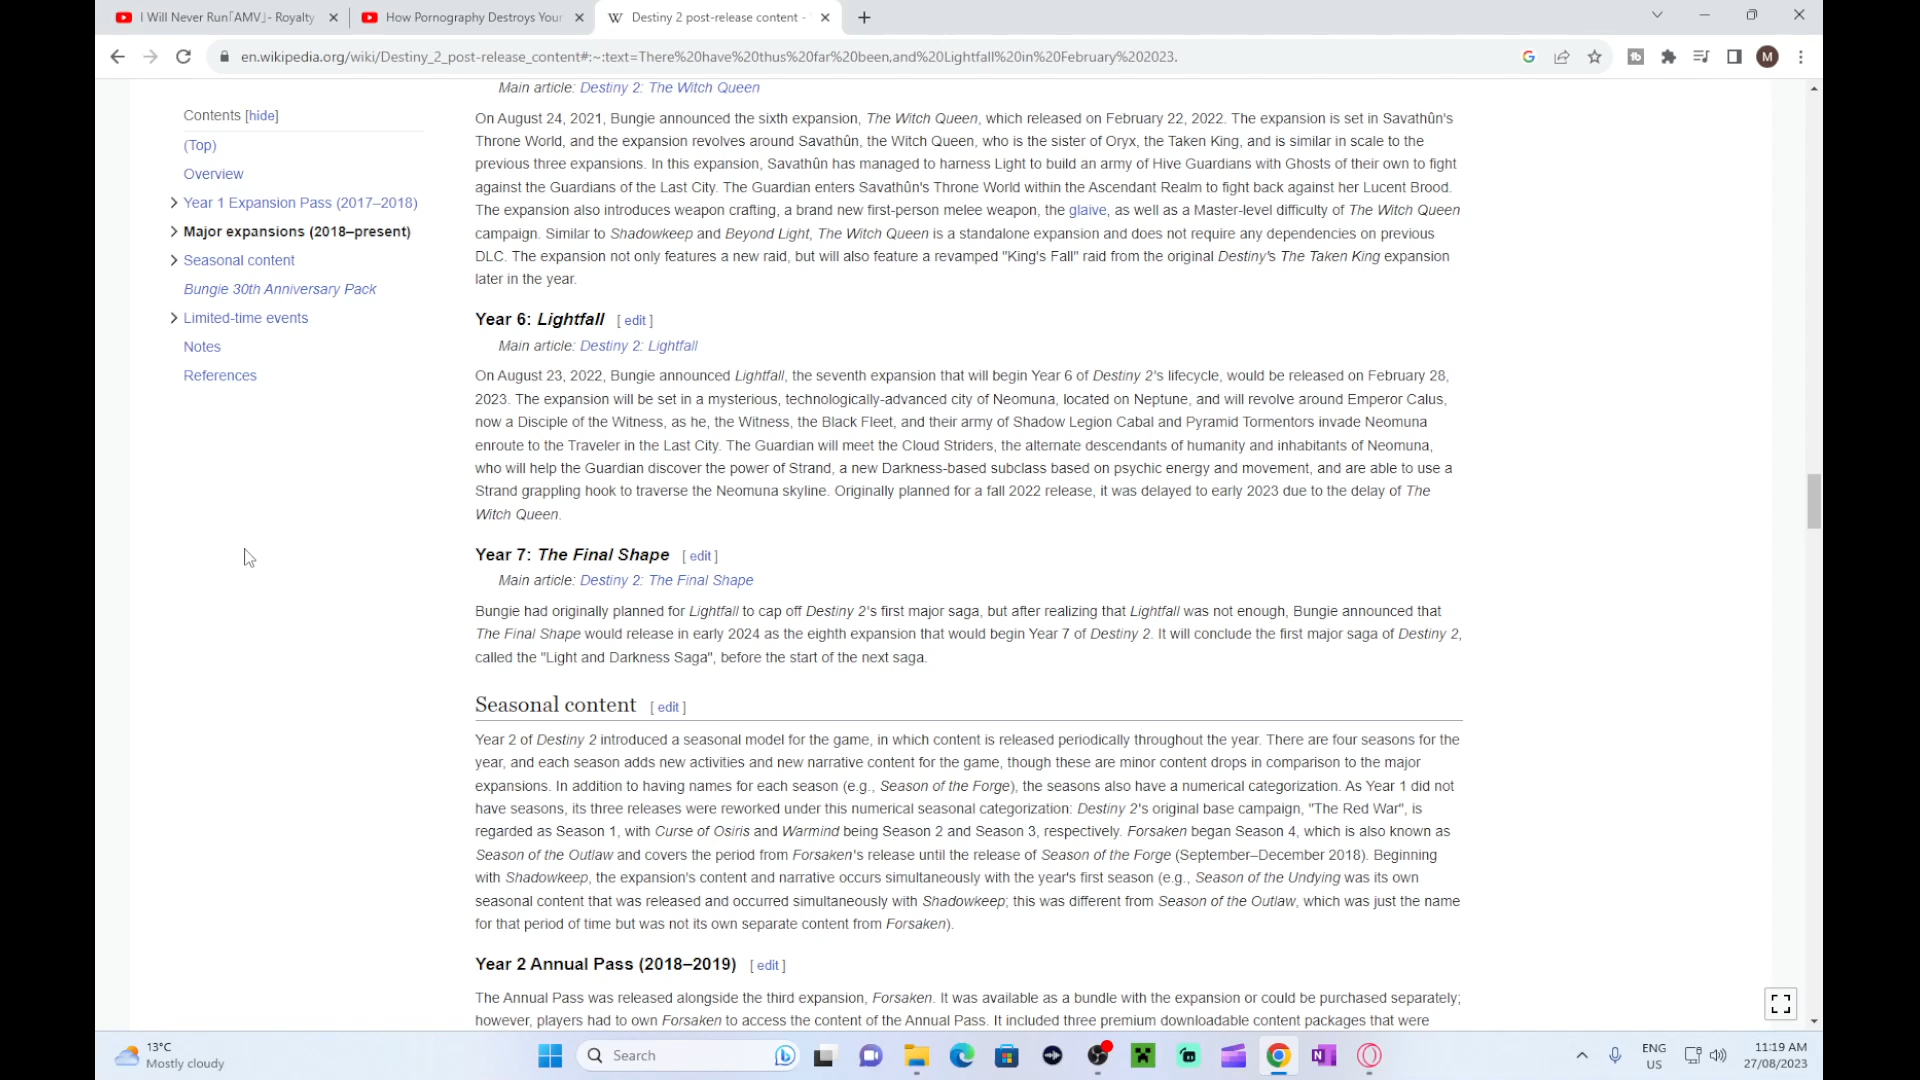 I Will Never Run「AMV」- Royalty
How Pornography Destroys Your
Destiny 2 post-release content -
en.wikipedia.org/wiki/Destiny_2_post-release_content#:~:text=There%20have%20thus%20far%20been,and%20Lightfall%20in%20February%202023.
M
Contents [hide]
(Top)
Overview
Year 1 Expansion Pass (2017–2018)
Major expansions (2018–present)
Seasonal content
Bungie 30th Anniversary Pack
Limited-time events
Notes
References
Main article: Destiny 2: The Witch Queen
On August 24, 2021, Bungie announced the sixth expansion, The Witch Queen, which released on February 22, 2022. The expansion is set in Savathûn's
Throne World, and the expansion revolves around Savathûn, the Witch Queen, who is the sister of Oryx, the Taken King, and is similar in scale to the
previous three expansions. In this expansion, Savathûn has managed to harness Light to build an army of Hive Guardians with Ghosts of their own to fight
against the Guardians of the Last City. The Guardian enters Savathûn's Throne World within the Ascendant Realm to fight back against her Lucent Brood.
The expansion also introduces weapon crafting, a brand new first-person melee weapon, the glaive, as well as a Master-level difficulty of The Witch Queen
campaign. Similar to Shadowkeep and Beyond Light, The Witch Queen is a standalone expansion and does not require any dependencies on previous
DLC. The expansion not only features a new raid, but will also feature a revamped "King's Fall" raid from the original Destiny's The Taken King expansion
later in the year.
Year 6: Lightfall [ edit ]
Main article: Destiny 2: Lightfall
On August 23, 2022, Bungie announced Lightfall, the seventh expansion that will begin Year 6 of Destiny 2's lifecycle, would be released on February 28,
2023. The expansion will be set in a mysterious, technologically-advanced city of Neomuna, located on Neptune, and will revolve around Emperor Calus,
now a Disciple of the Witness, as he, the Witness, the Black Fleet, and their army of Shadow Legion Cabal and Pyramid Tormentors invade Neomuna
enroute to the Traveler in the Last City. The Guardian will meet the Cloud Striders, the alternate descendants of humanity and inhabitants of Neomuna,
who will help the Guardian discover the power of Strand, a new Darkness-based subclass based on psychic energy and movement, and are able to use a
Strand grappling hook to traverse the Neomuna skyline. Originally planned for a fall 2022 release, it was delayed to early 2023 due to the delay of The
Witch Queen.
Year 7: The Final Shape [ edit ]
Main article: Destiny 2: The Final Shape
Bungie had originally planned for Lightfall to cap off Destiny 2's first major saga, but after realizing that Lightfall was not enough, Bungie announced that
The Final Shape would release in early 2024 as the eighth expansion that would begin Year 7 of Destiny 2. It will conclude the first major saga of Destiny 2,
called the "Light and Darkness Saga", before the start of the next saga.
Seasonal content [ edit ]
Year 2 of Destiny 2 introduced a seasonal model for the game, in which content is released periodically throughout the year. There are four seasons for the
year, and each season adds new activities and new narrative content for the game, though these are minor content drops in comparison to the major
expansions. In addition to having names for each season (e.g., Season of the Forge), the seasons also have a numerical categorization. As Year 1 did not
have seasons, its three releases were reworked under this numerical seasonal categorization: Destiny 2's original base campaign, "The Red War", is
regarded as Season 1, with Curse of Osiris and Warmind being Season 2 and Season 3, respectively. Forsaken began Season 4, which is also known as
Season of the Outlaw and covers the period from Forsaken's release until the release of Season of the Forge (September–December 2018). Beginning
with Shadowkeep, the expansion's content and narrative occurs simultaneously with the year's first season (e.g., Season of the Undying was its own
seasonal content that was released and occurred simultaneously with Shadowkeep; this was different from Season of the Outlaw, which was just the name
for that period of time but was not its own separate content from Forsaken).
Year 2 Annual Pass (2018–2019) [ edit ]
The Annual Pass was released alongside the third expansion, Forsaken. It was available as a bundle with the expansion or could be purchased separately;
however, players had to own Forsaken to access the content of the Annual Pass. It included three premium downloadable content packages that were
13°C
Mostly cloudy
Search
ENG
US
11:19 AM
27/08/2023